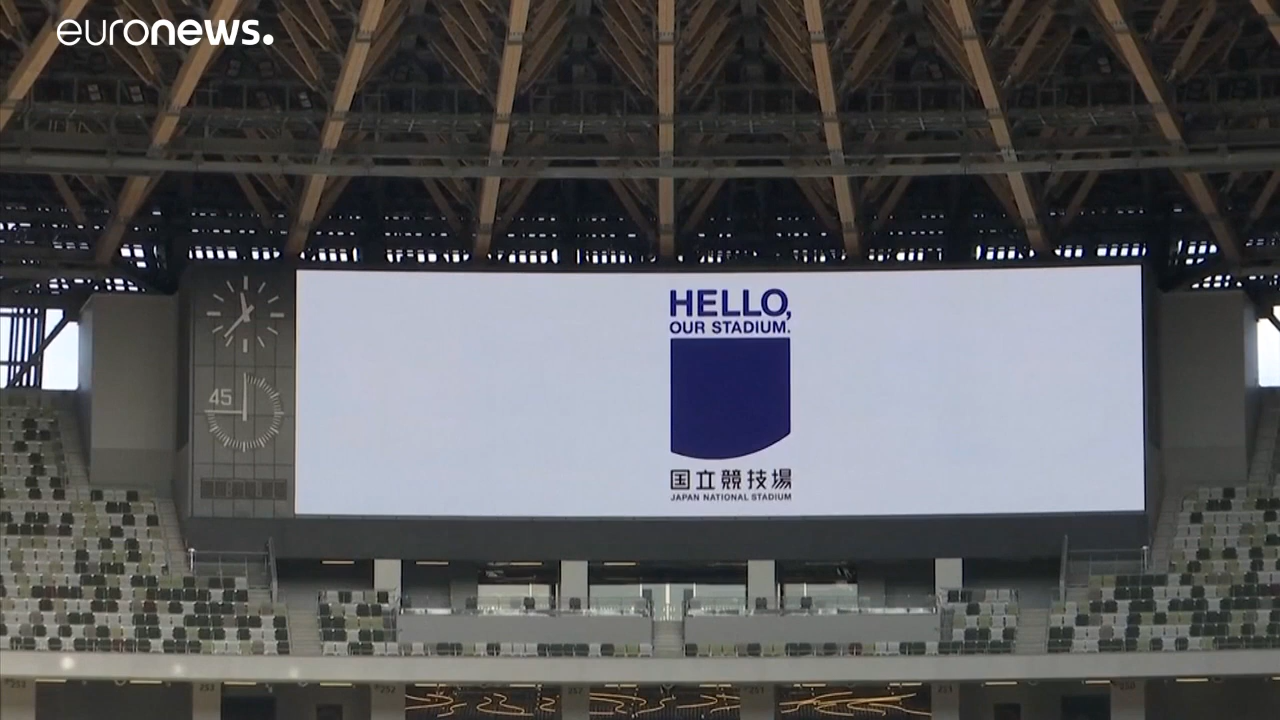 euronews.
HELLO,
OUR STADIUM.
45
国立競技場
JAPAN NATIONAL STADIUM